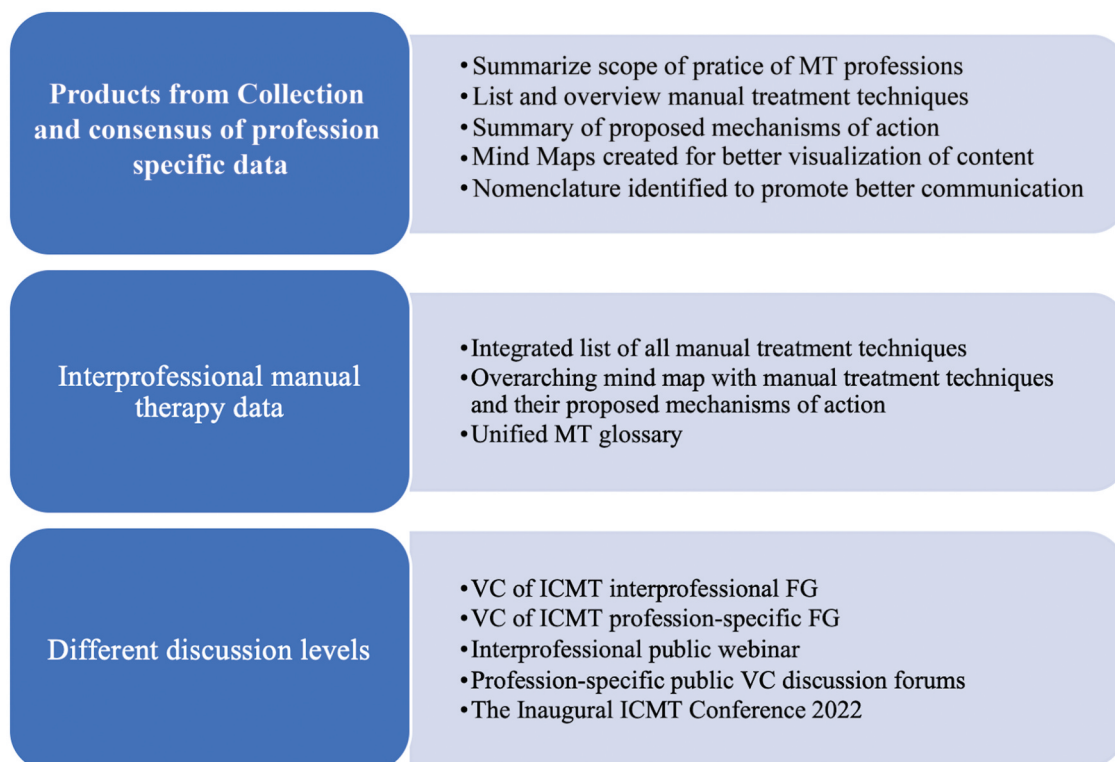 Products from Collection
and consensus of profession
specific data
•Summarize scope of pratice of MT professions
•List and overview manual treatment techniques
•Summary of proposed mechanisms of action
•Mind Maps created for better visualization of content
•Nomenclature identified to promote better communication
Interprofessional manual
therapy data
•Integrated list of all manual treatment techniques
•Overarching mind map with manual treatment techniques
and their proposed mechanisms of action
•Unified MT glossary
Different discussion levels
•VC of ICMT interprofessional FG
•VC of ICMT profession-specific FG
•Interprofessional public webinar
•Profession-specific public VC discussion forums
•The Inaugural ICMT Conference 2022